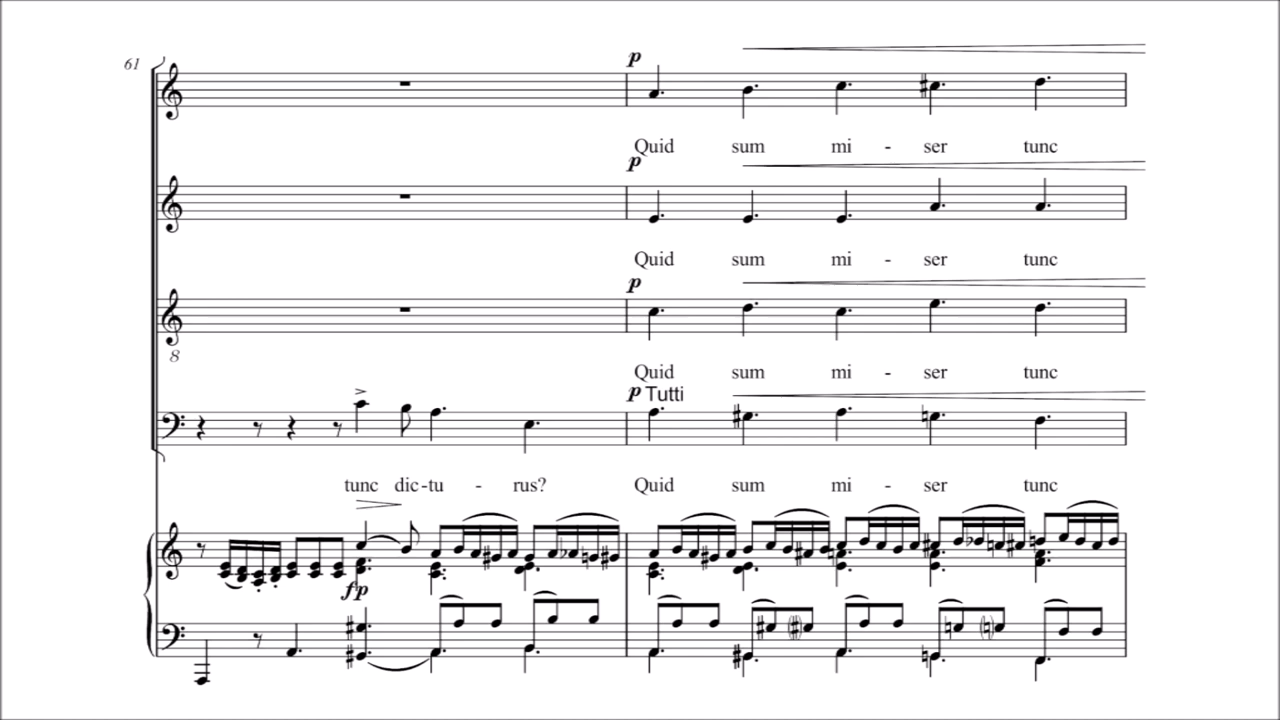 61
p
Quid sum mi - ser tunc
p
Quid sum mi - ser tunc
p
8
Quid sum mi - ser tunc
p Tutti
tunc dic-tu - rus? Quid sum mi - ser tunc
fp